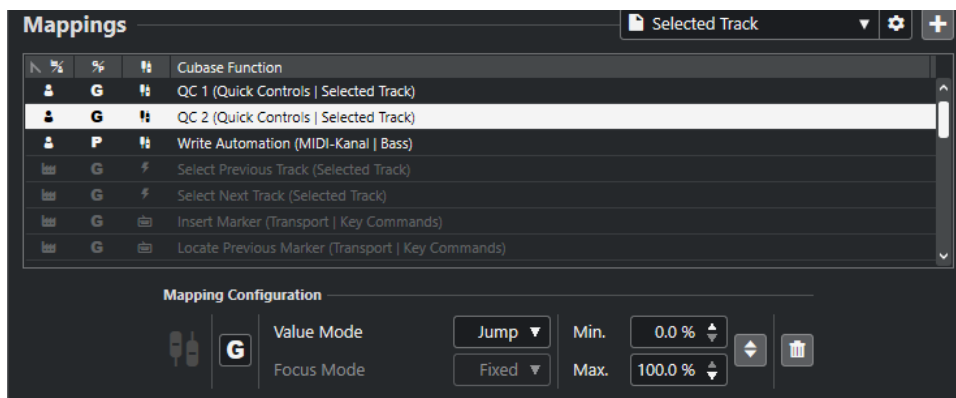 Mappings
Selected Track
Cubase Function
G QC 1 (Quick Controls | Selected Track)
G QC 2 (Quick Controls | Selected Track)
P Write Automation (MIDI-Kanal | Bass)
G Select Previous Track (Selected Track)
G Select Next Track (Selected Track)
G Insert Marker (Transport | Key Commands)
G Locate Previous Marker (Transport | Key Commands)
Mapping Configuration
G Value Mode Jump Min. 0.0 %
Focus Mode Fixed Max. 100.0 %